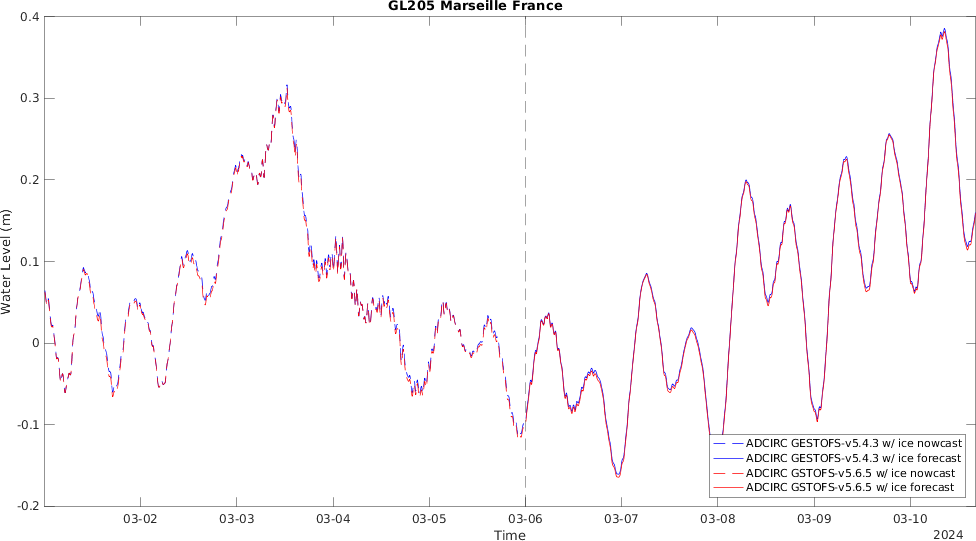 GL205 Marseille France
0.4
0.3
0.2
0.1
0
-0.1
-0.2
Water Level (m)
ADCIRC GESTOFS-v5.4.3 w/ ice nowcast
ADCIRC GESTOFS-v5.4.3 w/ ice forecast
ADCIRC GSTOFS-v5.6.5 w/ ice nowcast
ADCIRC GSTOFS-v5.6.5 w/ ice forecast
03-02 03-03 03-04 03-05 03-06 03-07 03-08 03-09 03-10
Time
2024